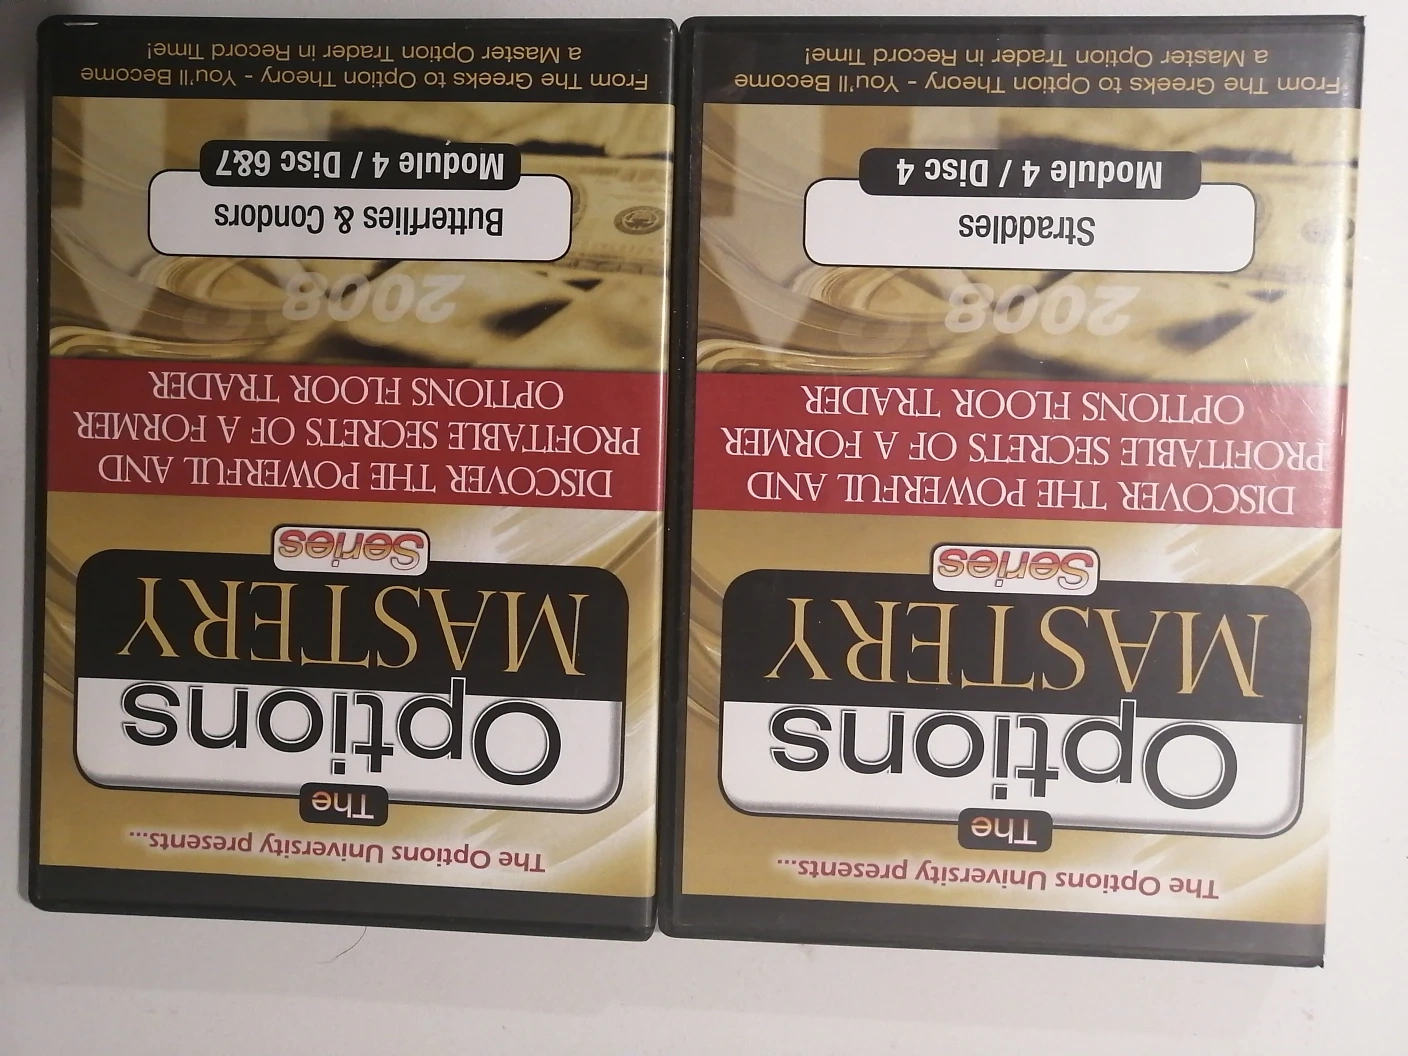 The Options University presents...
The
Options
MASTERY
Series
DISCOVER THE POWERFUL AND
PROFITABLE SECRETS OF A FORMER
OPTIONS FLOOR TRADER
2008
Straddles
Module 4 / Disc 4
From The Greeks to Option Theory - You'll Become
a Master Option Trader in Record Time!
The Options University presents...
The
Options
MASTERY
Series
DISCOVER THE POWERFUL AND
PROFITABLE SECRETS OF A FORMER
OPTIONS FLOOR TRADER
2008
Butterflies & Condors
Module 4 / Disc 6&7
From The Greeks to Option Theory - You'll Become
a Master Option Trader in Record Time!